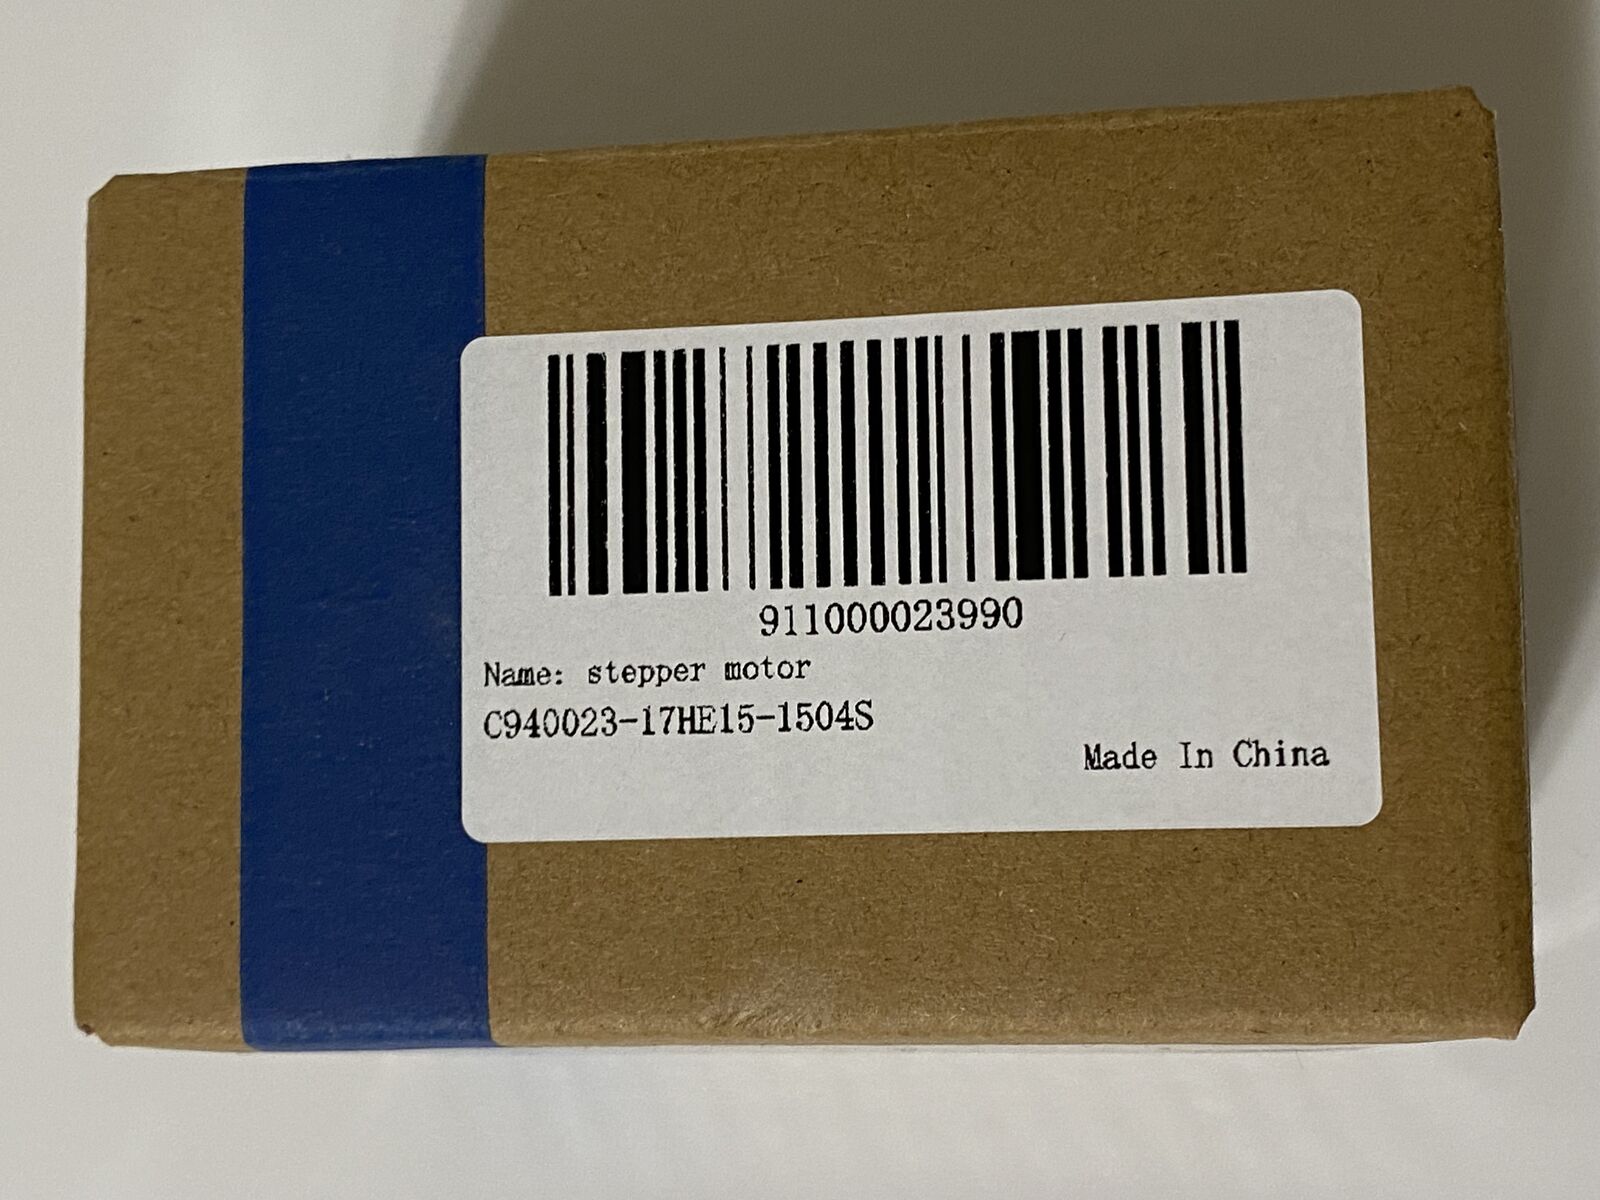 911000023990
Name: stepper motor
C940023-17HE15-1504S
Made In China